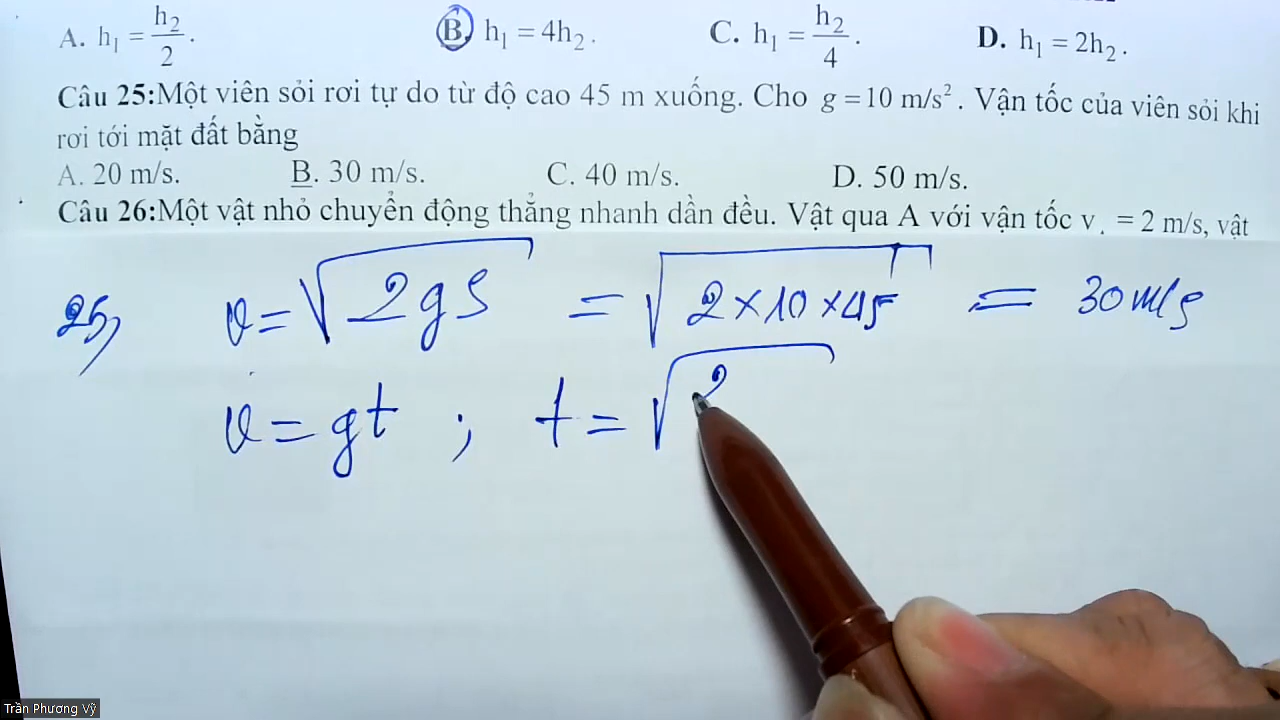 A. h₁ = h₂/2. B. h₁ = 4h₂. C. h₁ = h₂/4. D. h₁ = 2h₂.
Câu 25:Một viên sỏi rơi tự do từ độ cao 45 m xuống. Cho g = 10 m/s². Vận tốc của viên sỏi khi
rơi tới mặt đất bằng
A. 20 m/s. B. 30 m/s. C. 40 m/s. D. 50 m/s.
Câu 26:Một vật nhỏ chuyển động thẳng nhanh dần đều. Vật qua A với vận tốc v = 2 m/s, vật
25, v = √2gs = √2×10×45 = 30 m/s
v = gt ; t = √2
Trần Phương Vỹ